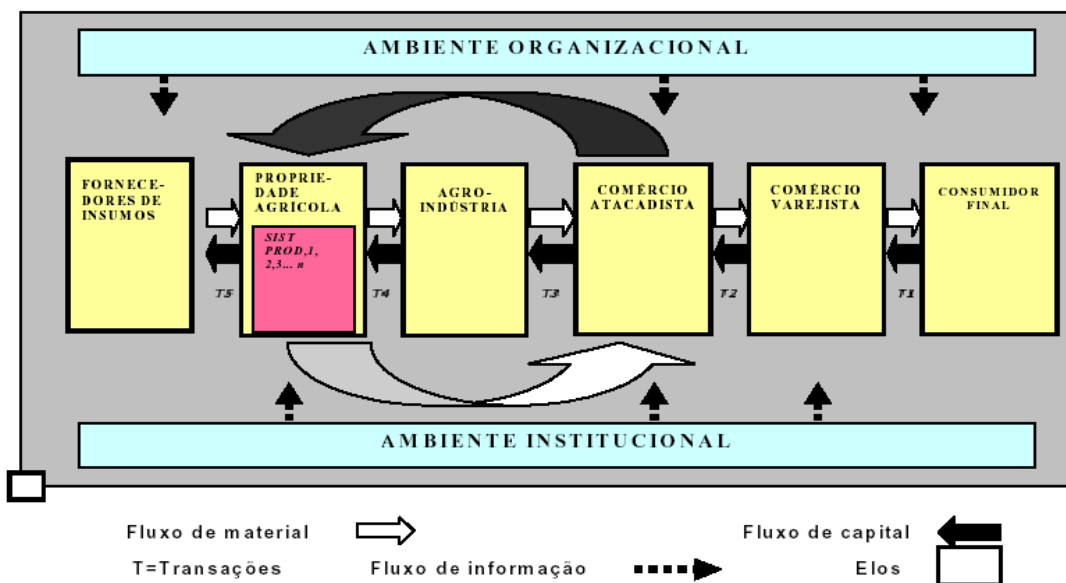 AMBIENTE ORGANIZACIONAL
FORNECE-
DORES DE
INSUMOS
PROPRIE-
DADE
AGRÍCOLA
SIST
PROD,1,
2,3... n
AGRO-
INDÚSTRIA
COMÉRCIO
ATACADISTA
COMÉRCIO
VAREJISTA
CONSUMIDOR
FINAL
T5
T4
T3
T2
T1
AMBIENTE INSTITUCIONAL
Fluxo de material
Fluxo de capital
T=Transações
Fluxo de informação
Elos